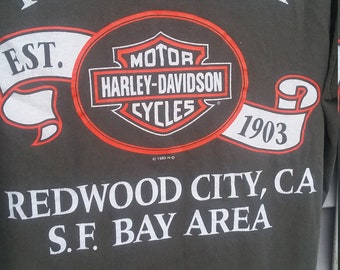 EST.
MOTOR
HARLEY-DAVIDSON
CYCLES
1903
REDWOOD CITY, CA
S.F. BAY AREA